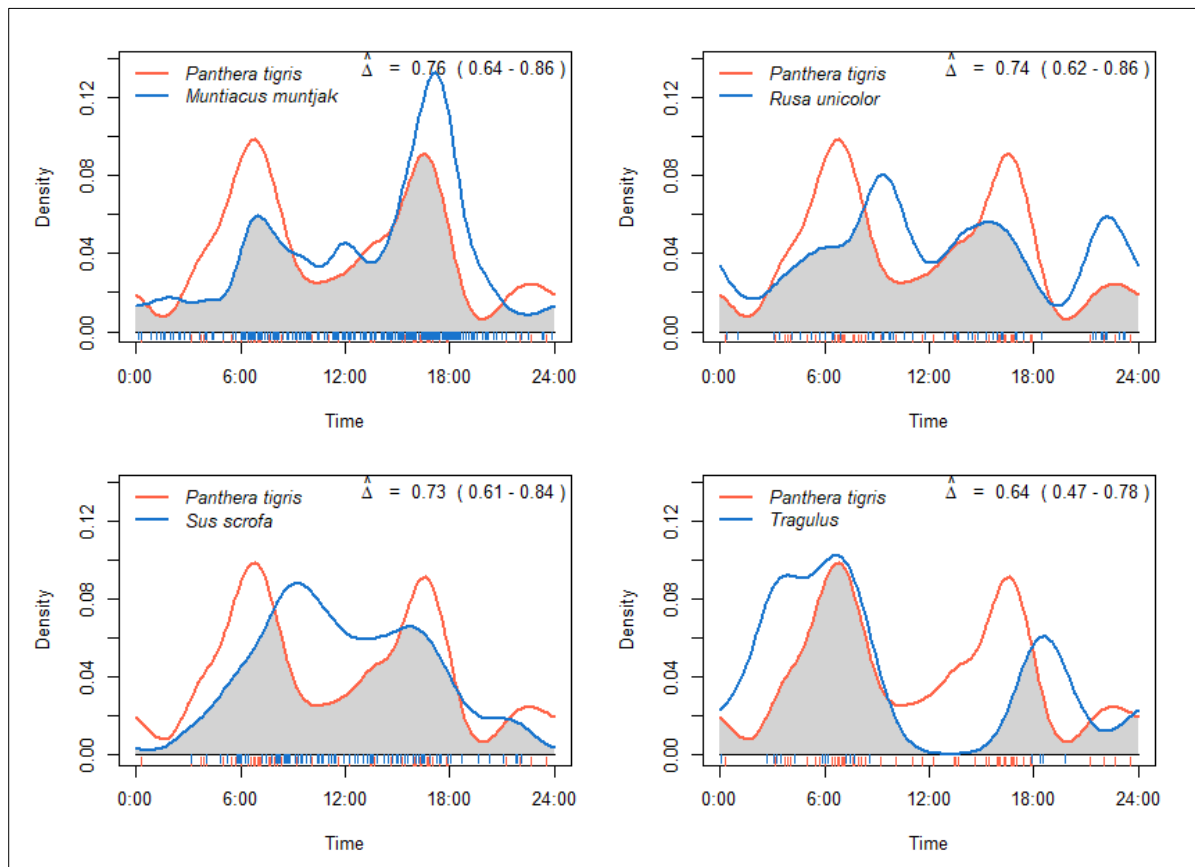 Panthera tigris
Muntiacus muntjak
^
Δ = 0.76 ( 0.64 - 0.86 )
Density
0.00 0.04 0.08 0.12
0:00 6:00 12:00 18:00 24:00
Time
Panthera tigris
Rusa unicolor
^
Δ = 0.74 ( 0.62 - 0.86 )
Density
0.00 0.04 0.08 0.12
0:00 6:00 12:00 18:00 24:00
Time
Panthera tigris
Sus scrofa
^
Δ = 0.73 ( 0.61 - 0.84 )
Density
0.00 0.04 0.08 0.12
0:00 6:00 12:00 18:00 24:00
Time
Panthera tigris
Tragulus
^
Δ = 0.64 ( 0.47 - 0.78 )
Density
0.00 0.04 0.08 0.12
0:00 6:00 12:00 18:00 24:00
Time